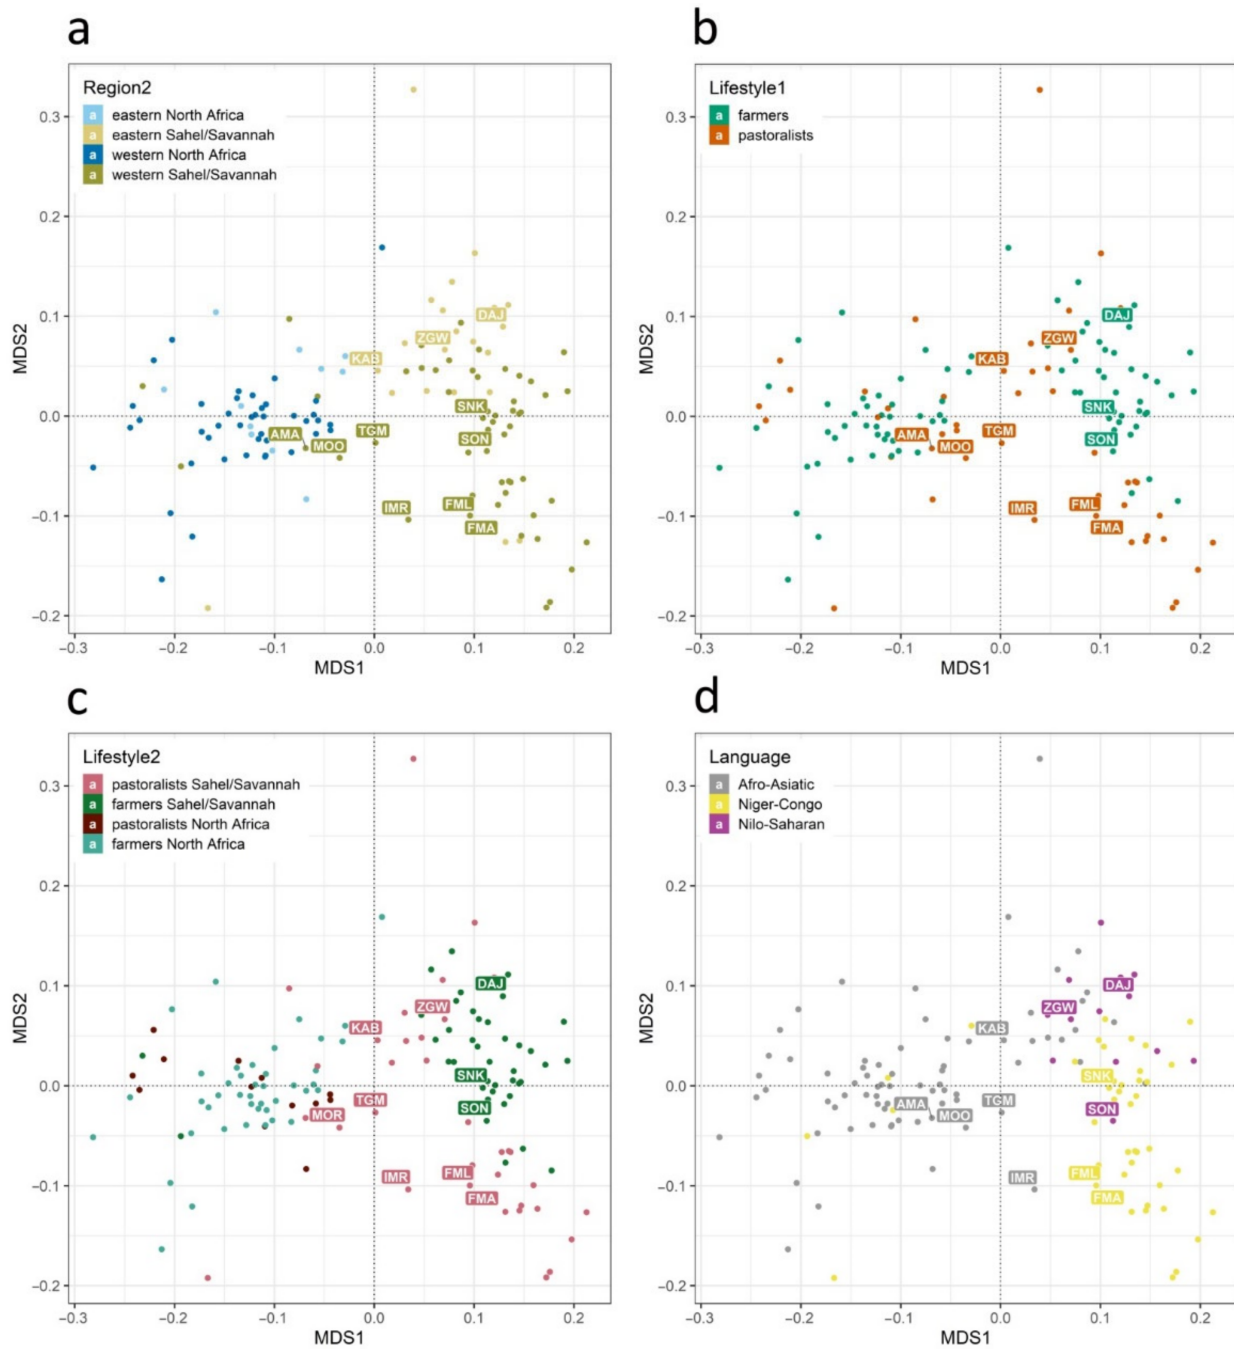 a
Region2
a eastern North Africa
a eastern Sahel/Savannah
a western North Africa
a western Sahel/Savannah
MDS2
0.3
0.2
0.1
0.0
−0.1
−0.2
DAJ
ZGW
KAB
SNK
AMA
MOO
TGM
SON
IMR
FML
FMA
−0.3
−0.2
−0.1
0.0
0.1
0.2
MDS1
b
Lifestyle1
a farmers
a pastoralists
MDS2
0.3
0.2
0.1
0.0
−0.1
−0.2
DAJ
ZGW
KAB
SNK
AMA
MOO
TGM
SON
IMR
FML
FMA
−0.3
−0.2
−0.1
0.0
0.1
0.2
MDS1
c
Lifestyle2
a pastoralists Sahel/Savannah
a farmers Sahel/Savannah
a pastoralists North Africa
a farmers North Africa
MDS2
0.3
0.2
0.1
0.0
−0.1
−0.2
DAJ
ZGW
KAB
SNK
TGM
MOR
SON
IMR
FML
FMA
−0.3
−0.2
−0.1
0.0
0.1
0.2
MDS1
d
Language
a Afro-Asiatic
a Niger-Congo
a Nilo-Saharan
MDS2
0.3
0.2
0.1
0.0
−0.1
−0.2
DAJ
ZGW
KAB
SNK
AMA
MOO
TGM
SON
IMR
FML
FMA
−0.3
−0.2
−0.1
0.0
0.1
0.2
MDS1